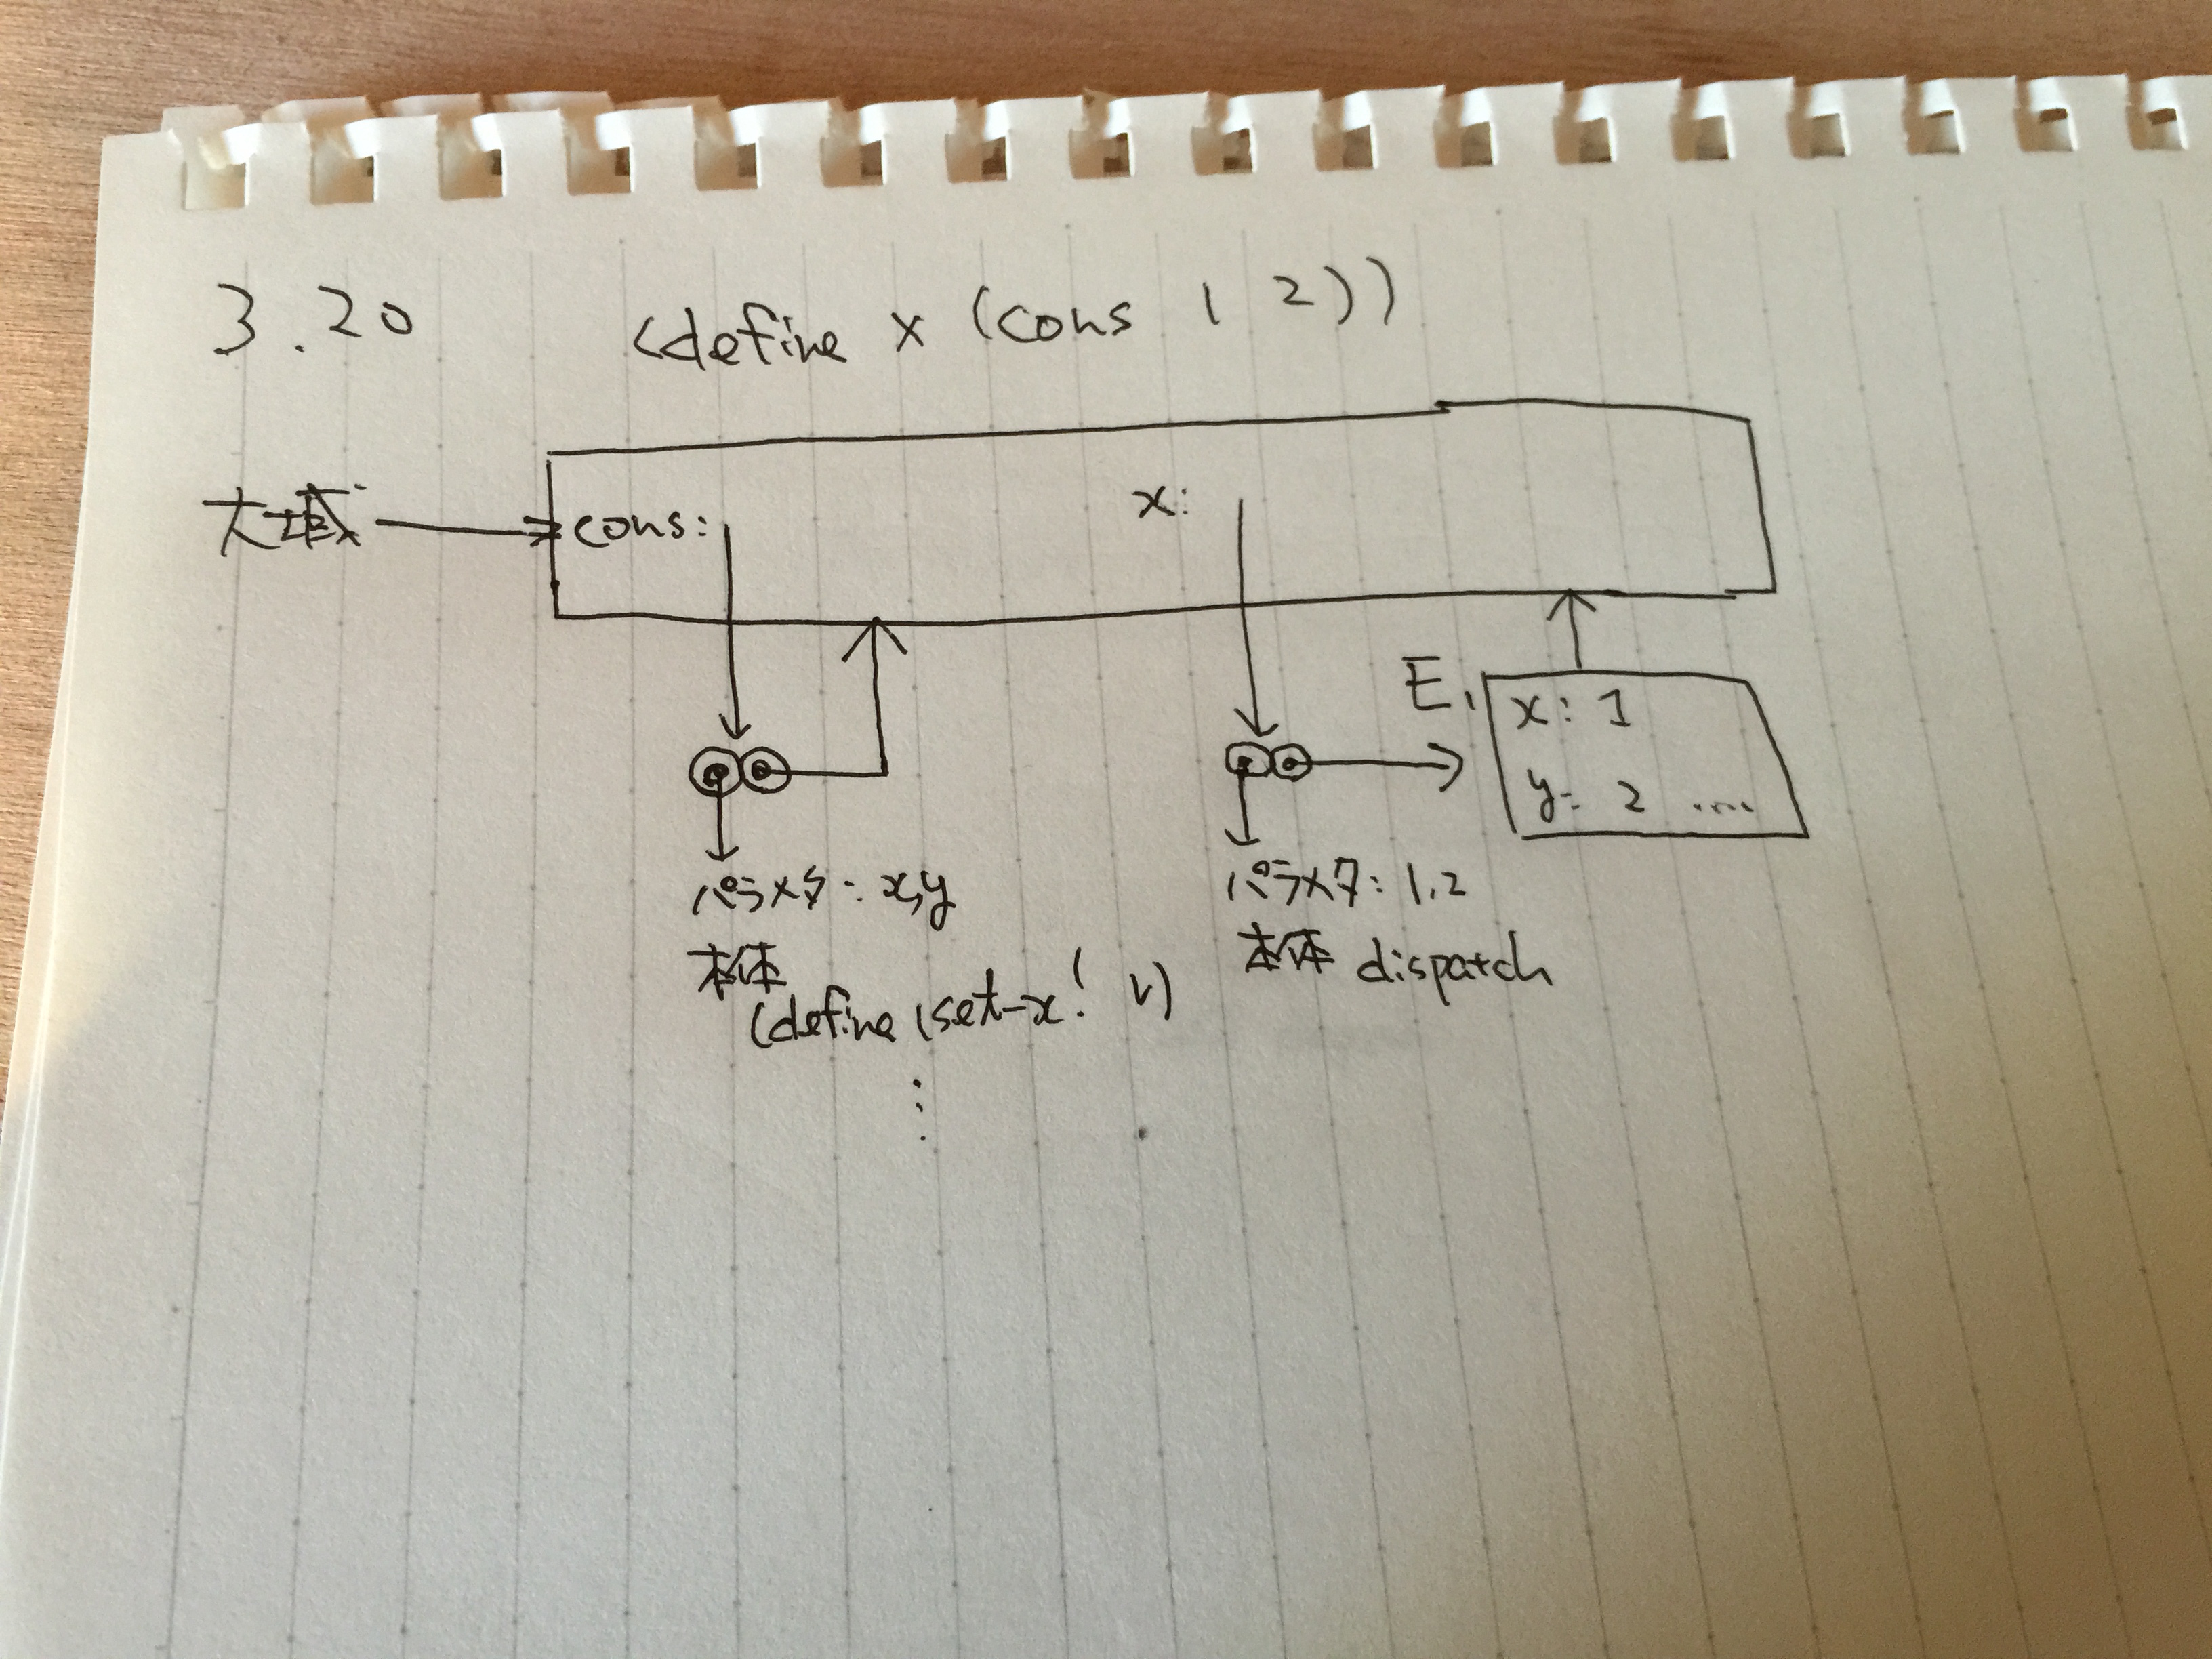 3.20 (define x (cons 1 2))
大域 cons: x:
E1
x: 1
y: 2 ....
パラメタ: x,y
本体
(define (set-x! v)
パラメタ: 1,2
本体 dispatch